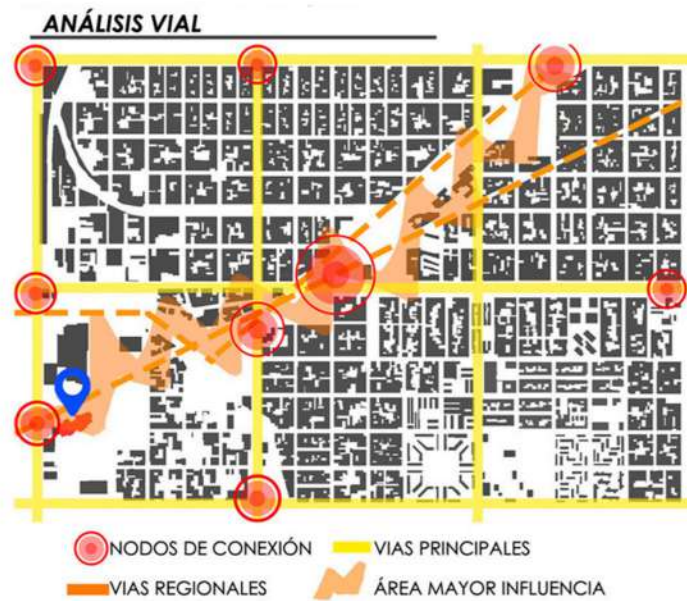 ANÁLISIS VIAL
NODOS DE CONEXIÓN
VIAS PRINCIPALES
VIAS REGIONALES
ÁREA MAYOR INFLUENCIA